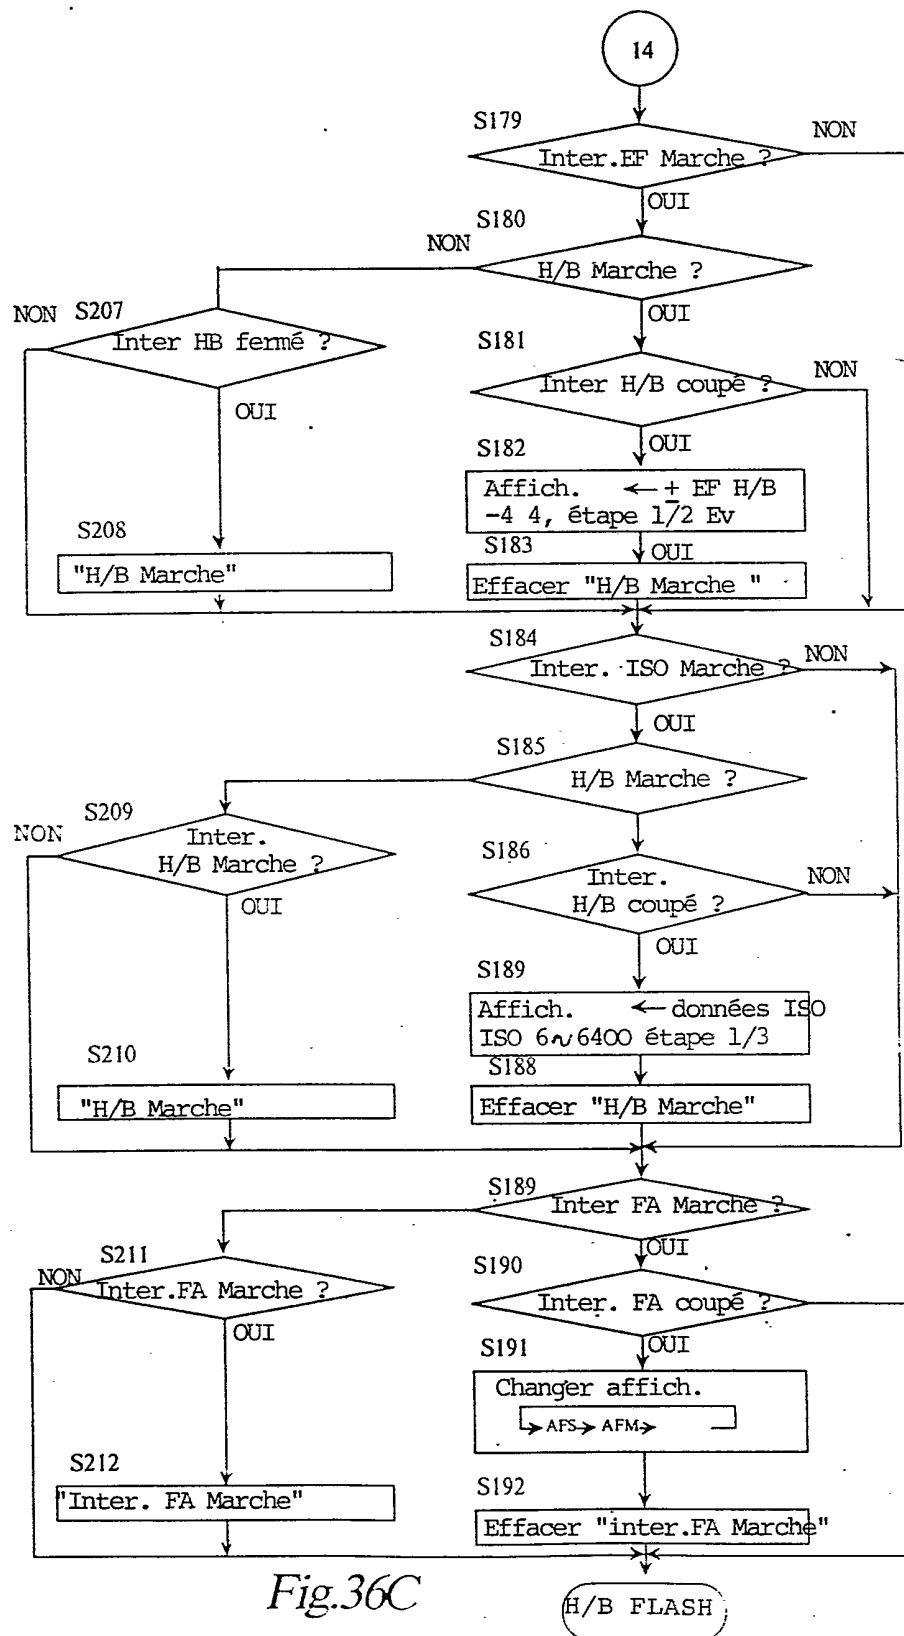 14
S179
NON
Inter.EF Marche ?
OUI
S180
NON
H/B Marche ?
OUI
NON
S207
Inter HB fermé ?
OUI
S181
NON
Inter H/B coupé ?
OUI
S182
Affich. ← ± EF H/B
-4 4, étape 1/2 Ev
S208
"H/B Marche"
S183
OUI
Effacer "H/B Marche "
S184
Inter. ISO Marche ?
NON
OUI
S185
H/B Marche ?
S209
NON
Inter.
H/B Marche ?
OUI
S186
Inter.
H/B coupé ?
NON
OUI
S189
Affich. ← données ISO
ISO 6~6400 étape 1/3
S210
"H/B Marche"
S188
Effacer "H/B Marche"
S189
Inter FA Marche ?
OUI
S211
NON
Inter.FA Marche ?
OUI
S190
Inter. FA coupé ?
OUI
S191
Changer affich.
→ AFS → AFM →
S212
"Inter. FA Marche"
S192
Effacer "inter.FA Marche"
Fig.36C
H/B FLASH